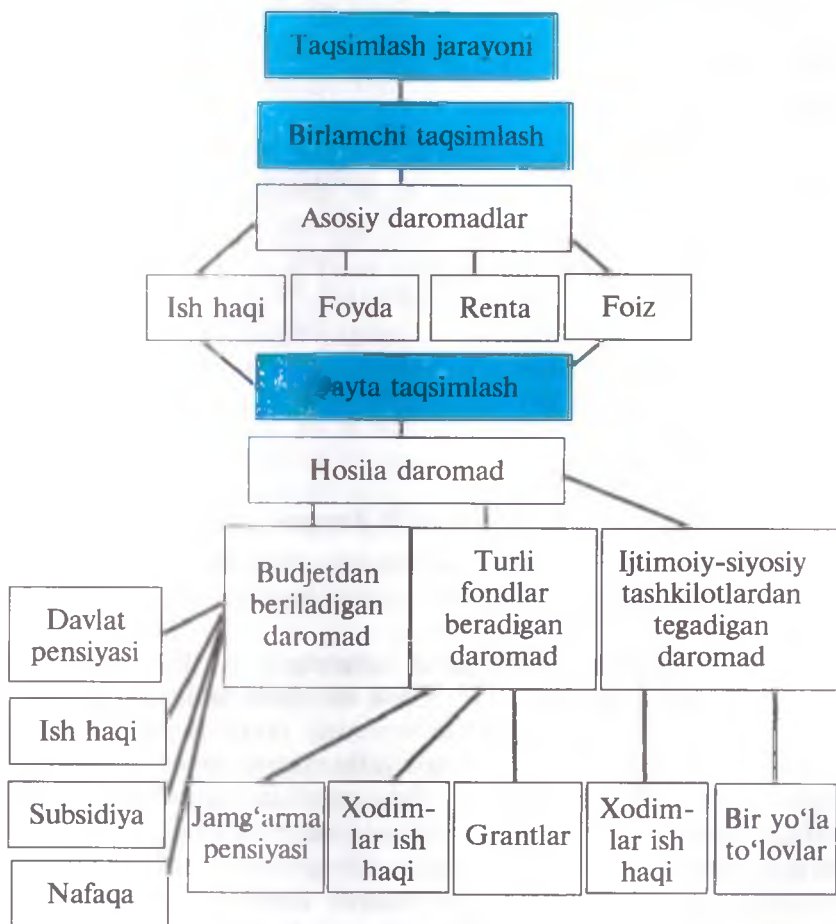 Taqsimlash jarayoni
Birlamchi taqsimlash
Asosiy daromadlar
Ish haqi
Foyda
Renta
Foiz
Qayta taqsimlash
Hosila daromad
Budjetdan
beriladigan
daromad
Turli
fondlar
beradigan
daromad
Ijtimoiy-siyosiy
tashkilotlardan
tegadigan
daromad
Davlat
pensiyasi
Ish haqi
Subsidiya
Nafaqa
Jamg‘arma
pensiyasi
Xodim-
lar ish
haqi
Grantlar
Xodim-
lar ish
haqi
Bir yo‘la
to‘lovlar